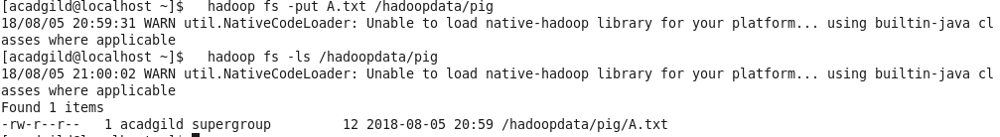 [acadgild@localhost ~]$   hadoop fs -put A.txt /hadoopdata/pig
18/08/05 20:59:31 WARN util.NativeCodeLoader: Unable to load native-hadoop library for your platform... using builtin-java cl
asses where applicable
[acadgild@localhost ~]$   hadoop fs -ls /hadoopdata/pig
18/08/05 21:00:02 WARN util.NativeCodeLoader: Unable to load native-hadoop library for your platform... using builtin-java cl
asses where applicable
Found 1 items
-rw-r--r--   1 acadgild supergroup         12 2018-08-05 20:59 /hadoopdata/pig/A.txt